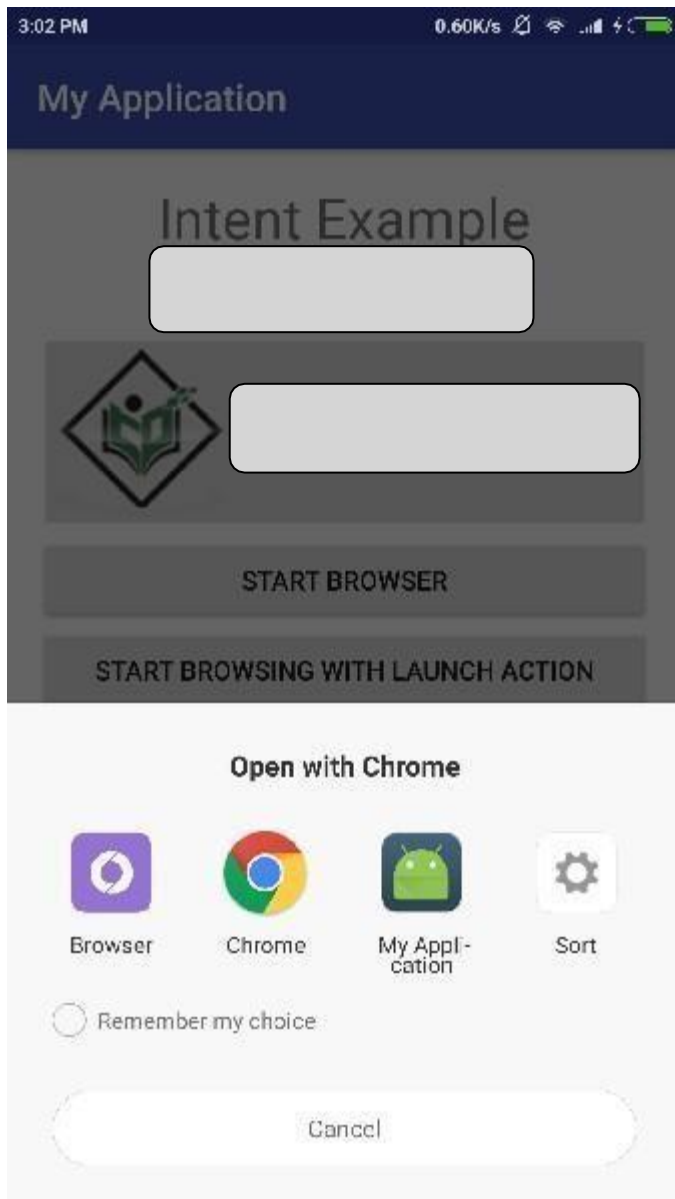 3:02 PM
0.60K/s
My Application
Intent Example
START BROWSER
START BROWSING WITH LAUNCH ACTION
Open with Chrome
Browser
Chrome
My Appli-
cation
Sort
Remember my choice
Cancel